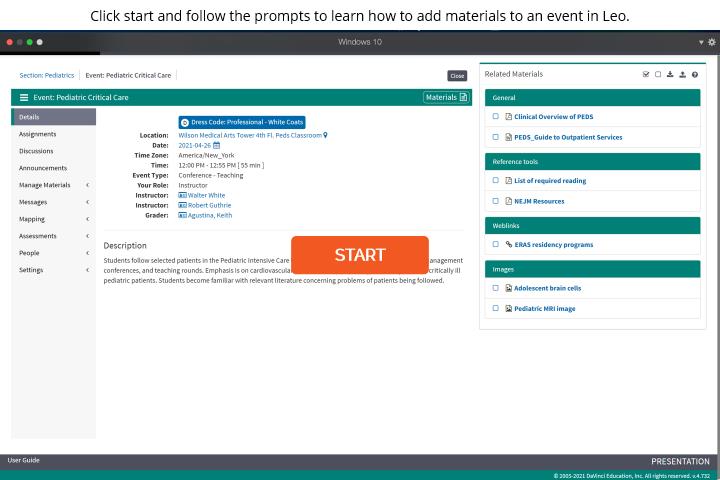 Click start and follow the prompts to learn how to add materials to an event in Leo.
Windows 10
Section: Pediatrics
Event: Pediatric Critical Care
Close
Event: Pediatric Critical Care
Materials
Details
Assignments
Discussions
Announcements
Manage Materials
Messages
Mapping
Assessments
People
Settings
Dress Code: Professional - White Coats
Location: Wilson Medical Arts Tower 4th Fl, Peds Classroom
Date: 2021-04-26
Time Zone: America/New_York
Time: 12:00 PM - 12:55 PM [ 55 min ]
Event Type: Conference - Teaching
Your Role: Instructor
Instructor: Walter White
Instructor: Robert Guthrie
Grader: Agustina, Keith
Description
Students follow selected patients in the Pediatric Intensive Care
conferences, and teaching rounds. Emphasis is on cardiovascular critically ill
pediatric patients. Students become familiar with relevant literature concerning problems of patients being followed.
START
Related Materials
General
Clinical Overview of PEDS
PEDS_Guide to Outpatient Services
Reference tools
List of required reading
NEJM Resources
Weblinks
ERAS residency programs
Images
Adolescent brain cells
Pediatric MRI image
User Guide
PRESENTATION
© 2005-2021 DaVinci Education, Inc. All rights reserved. v.4.732